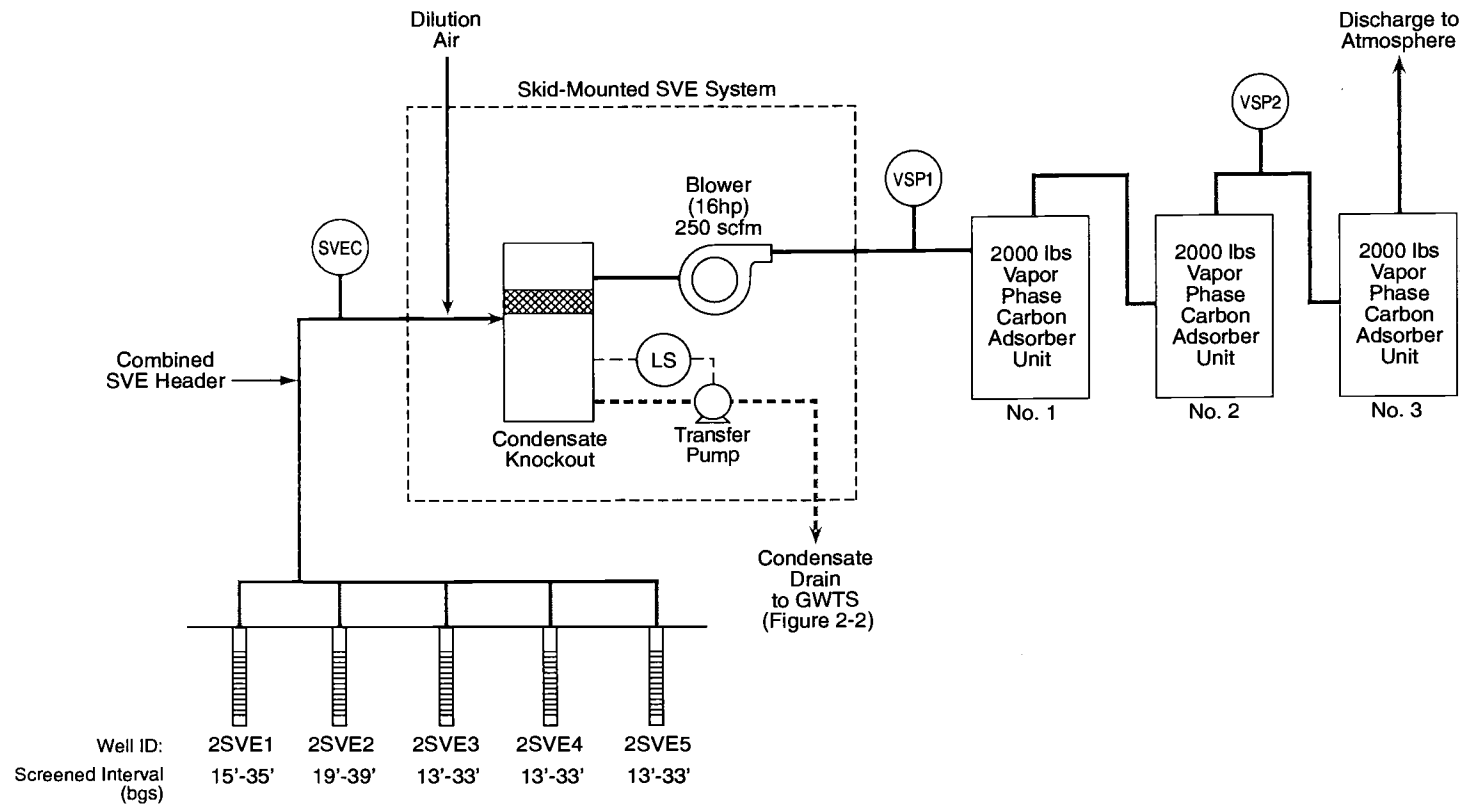 Dilution
Air
Discharge to
Atmosphere
Skid-Mounted SVE System
VSP2
VSP1
Blower
(16hp)
250 scfm
SVEC
2000 lbs
Vapor
Phase
Carbon
Adsorber
Unit
No. 1
2000 lbs
Vapor
Phase
Carbon
Adsorber
Unit
No. 2
2000 lbs
Vapor
Phase
Carbon
Adsorber
Unit
No. 3
Combined
SVE Header
LS
Condensate
Knockout
Transfer
Pump
Condensate
Drain
to GWTS
(Figure 2-2)
Well ID: 2SVE1 2SVE2 2SVE3 2SVE4 2SVE5
Screened Interval 15'-35' 19'-39' 13'-33' 13'-33' 13'-33'
(bgs)